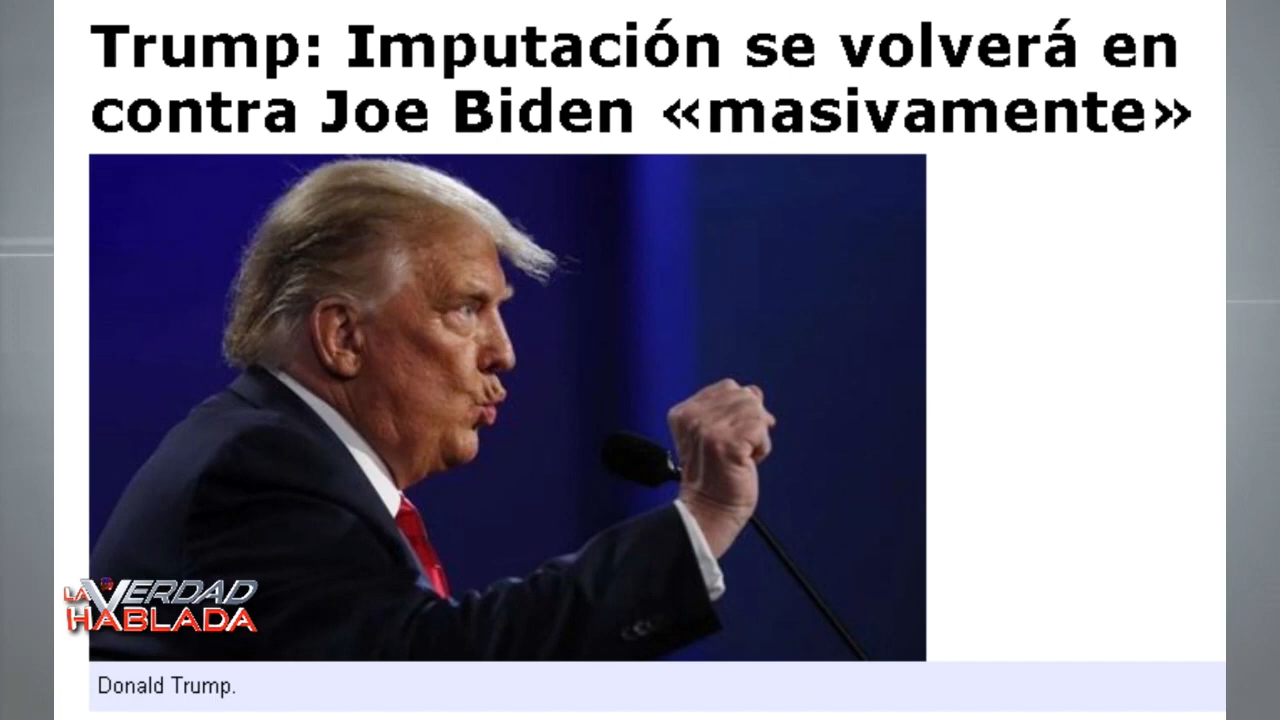 Trump: Imputación se volverá en
contra Joe Biden «masivamente»
LA VERDAD
HABLADA
Donald Trump.